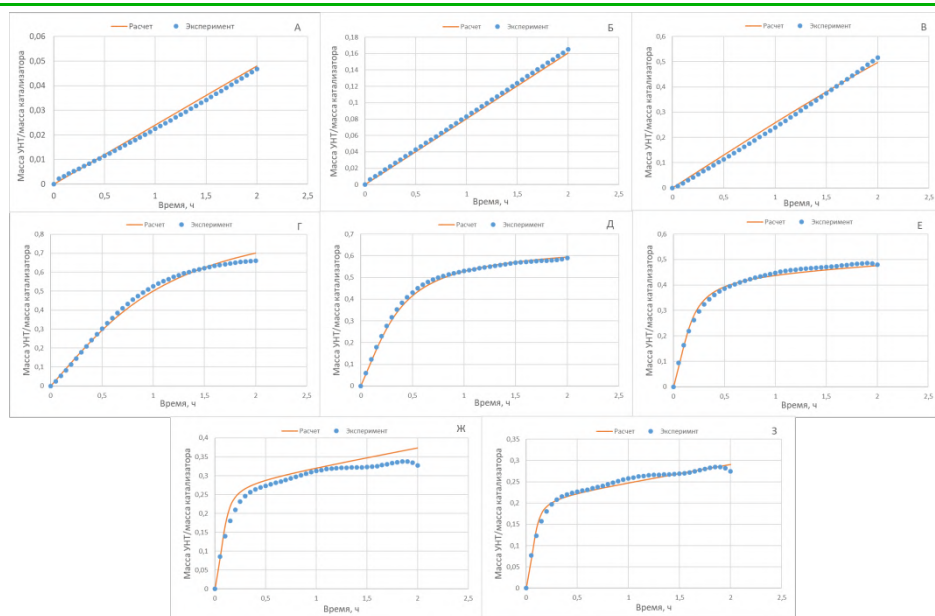 Расчет Эксперимент А
Масса УНТ/масса катализатора
0,06
0,05
0,04
0,03
0,02
0,01
0
0 0,5 1 1,5 2 2,5
Время, ч
Расчет Эксперимент Б
Масса УНТ/масса катализатора
0,18
0,16
0,14
0,12
0,1
0,08
0,06
0,04
0,02
0
0 0,5 1 1,5 2 2,5
Время, ч
Расчет Эксперимент В
Масса УНТ/масса катализатора
0,6
0,5
0,4
0,3
0,2
0,1
0
0 0,5 1 1,5 2 2,5
Время, ч
Расчет Эксперимент Г
Масса УНТ/масса катализатора
0,8
0,7
0,6
0,5
0,4
0,3
0,2
0,1
0
0 0,5 1 1,5 2 2,5
Время, ч
Расчет Эксперимент Д
Масса УНТ/масса катализатора
0,7
0,6
0,5
0,4
0,3
0,2
0,1
0
0 0,5 1 1,5 2 2,5
Время, ч
Расчет Эксперимент Е
Масса УНТ/масса катализатора
0,6
0,5
0,4
0,3
0,2
0,1
0
0 0,5 1 1,5 2 2,5
Время, ч
Расчет Эксперимент Ж
Масса УНТ/масса катализатора
0,4
0,35
0,3
0,25
0,2
0,15
0,1
0,05
0
0 0,5 1 1,5 2 2,5
Время, ч
Расчет Эксперимнт З
Масса УНТ/масса катализатора
0,35
0,3
0,25
0,2
0,15
0,1
0,05
0
0 0,5 1 1,5 2 2,5
Время, ч